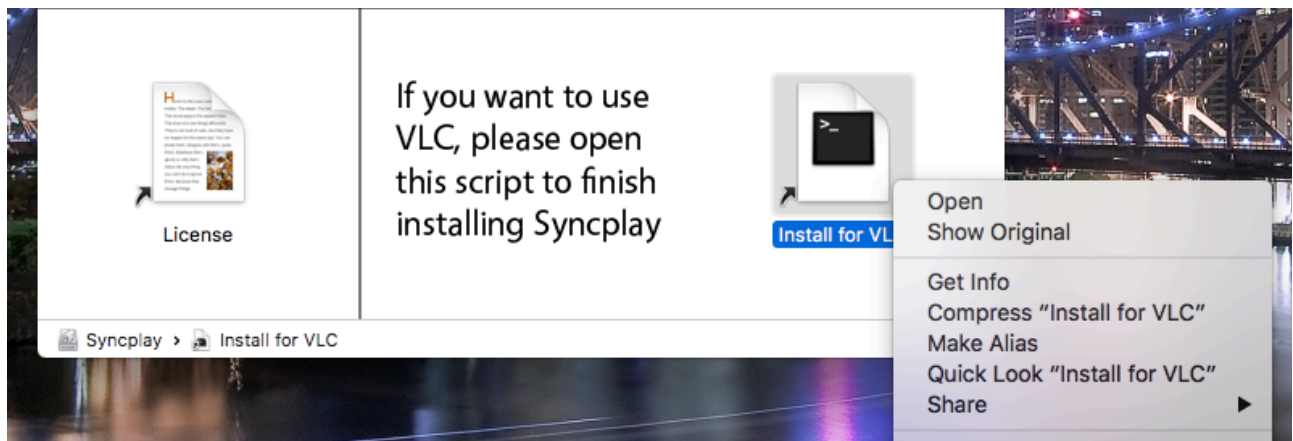 If you want to use
VLC, please open
this script to finish
installing Syncplay
License
Install for VL
Syncplay › Install for VLC
Open
Show Original
Get Info
Compress “Install for VLC”
Make Alias
Quick Look “Install for VLC”
Share